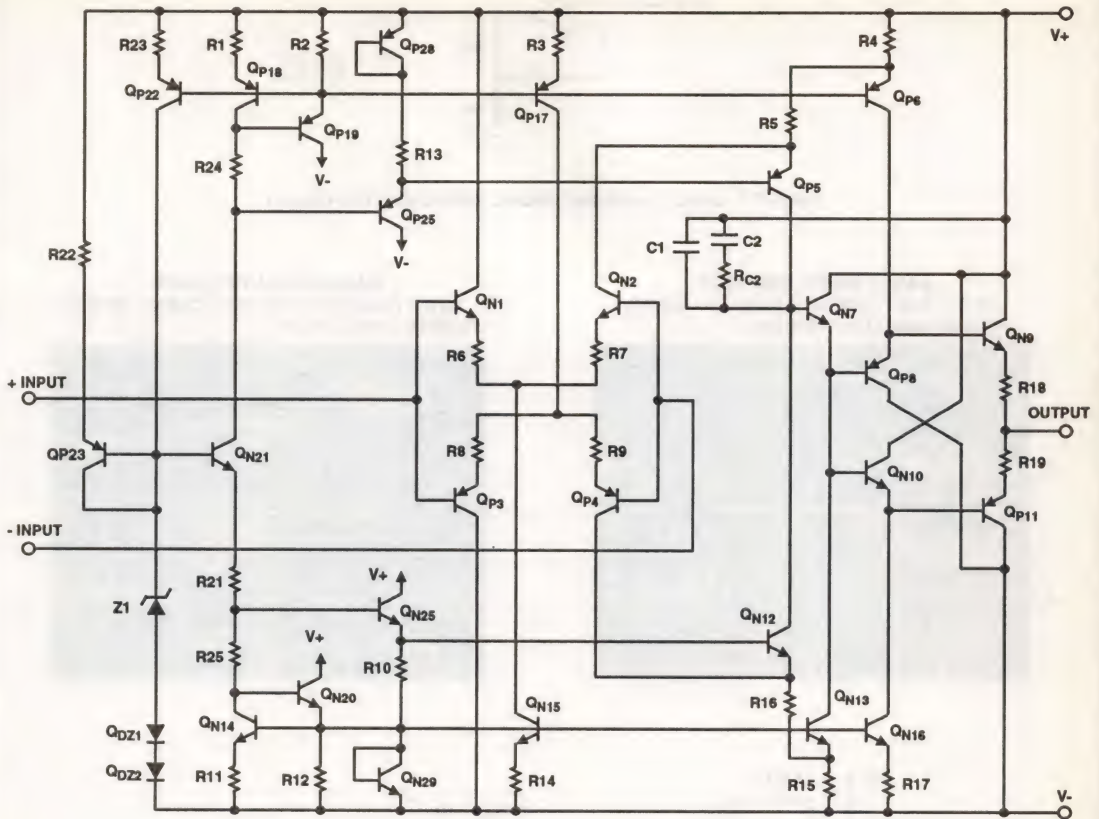 R23
R1
R2
QP28
R3
R4
V+
QP18
QP22
QP19
QP17
QP6
V-
R24
R13
R5
QP25
QP5
V-
R22
C1
C2
RC2
QN1
QN2
QN7
QN9
R6
R7
QP8
R18
+ INPUT
OUTPUT
QP23
QN21
R8
R9
QN10
R19
QP3
QP4
QP11
- INPUT
R21
V+
Z1
QN25
QN12
R25
V+
R10
QN20
R16
QN13
QDZ1
QN14
QN15
QN16
QDZ2
R11
R12
QN29
R14
R15
R17
V-